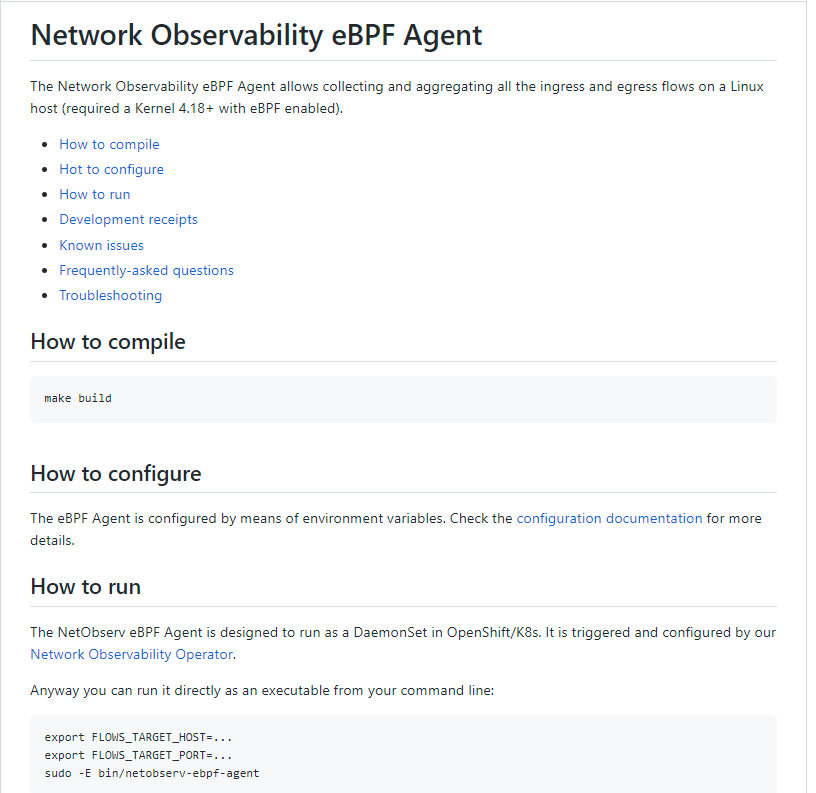 Network Observability eBPF Agent
The Network Observability eBPF Agent allows collecting and aggregating all the ingress and egress flows on a Linux
host (required a Kernel 4.18+ with eBPF enabled).
How to compile
Hot to configure
How to run
Development receipts
Known issues
Frequently-asked questions
Troubleshooting
How to compile
make build
How to configure
The eBPF Agent is configured by means of environment variables. Check the configuration documentation for more
details.
How to run
The NetObserv eBPF Agent is designed to run as a DaemonSet in OpenShift/K8s. It is triggered and configured by our
Network Observability Operator.
Anyway you can run it directly as an executable from your command line:
export FLOWS_TARGET_HOST=...
export FLOWS_TARGET_PORT=...
sudo -E bin/netobserv-ebpf-agent